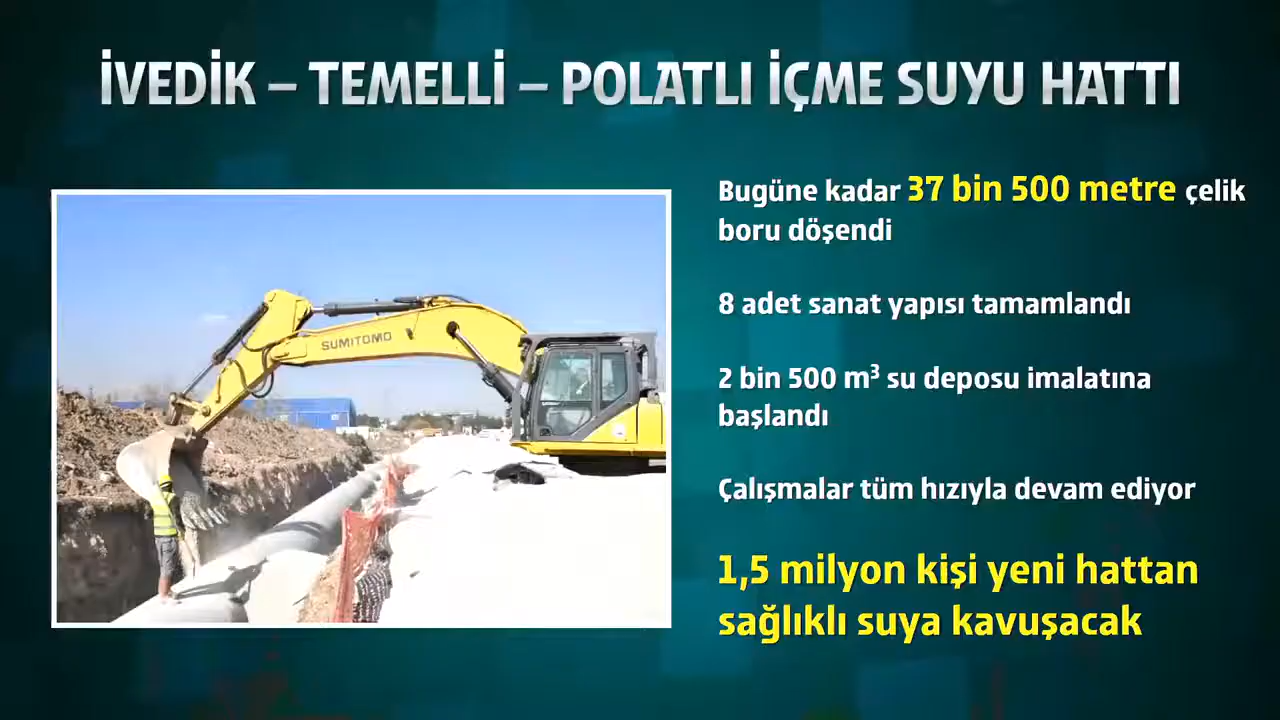 İVEDİK – TEMELLİ – POLATLI İÇME SUYU HATTI
Bugüne kadar 37 bin 500 metre çelik
boru döşendi
8 adet sanat yapısı tamamlandı
2 bin 500 m³ su deposu imalatına
başlandı
Çalışmalar tüm hızıyla devam ediyor
1,5 milyon kişi yeni hattan
sağlıklı suya kavuşacak
SUMITOMO